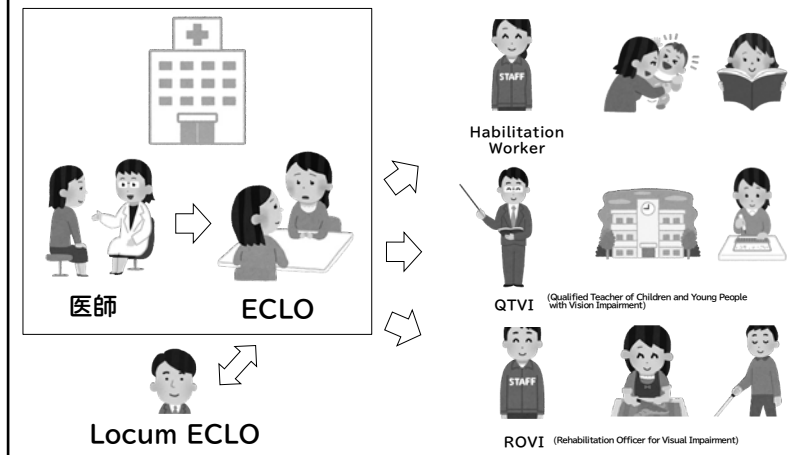 STAFF
Habilitation
Worker
医師
ECLO
QTVI (Qualified Teacher of Children and Young People
with Vision Impairment)
Locum ECLO
STAFF
ROVI (Rehabilitation Officer for Visual Impairment)